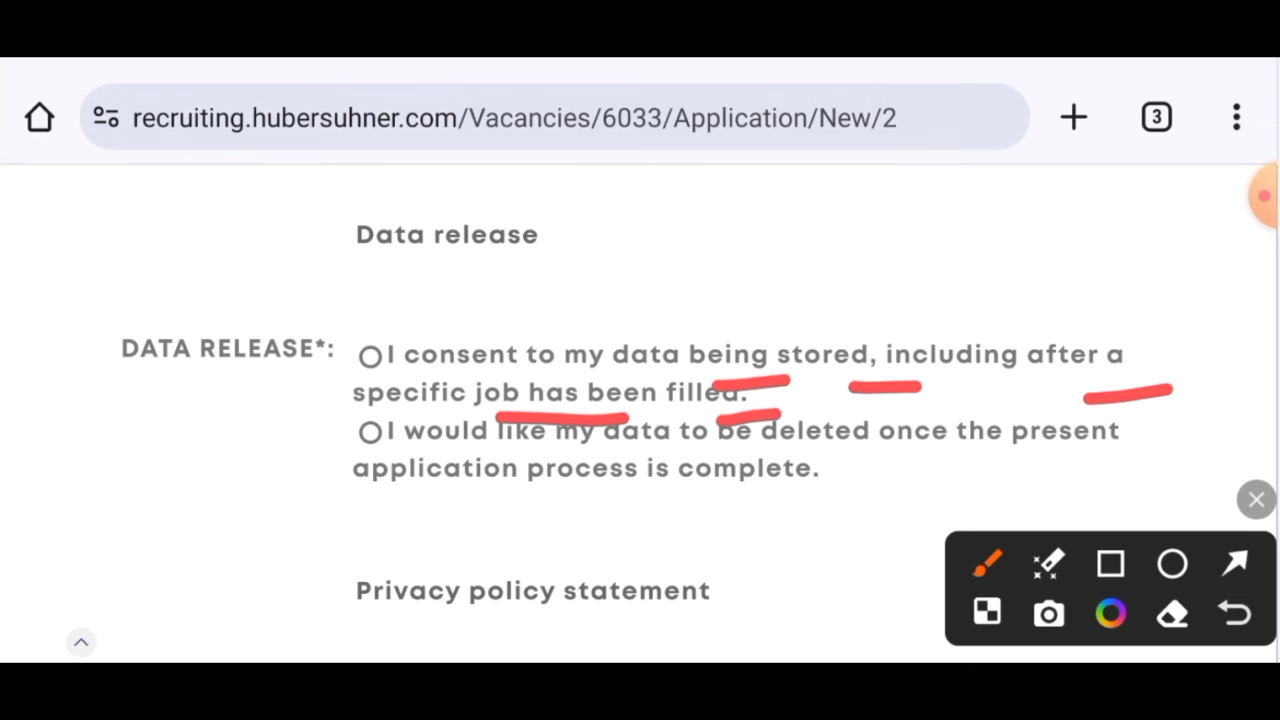 recruiting.hubersuhner.com/Vacancies/6033/Application/New/2
3
Data release
DATA RELEASE*:
I consent to my data being stored, including after a
specific job has been filled.
I would like my data to be deleted once the present
application process is complete.
Privacy policy statement